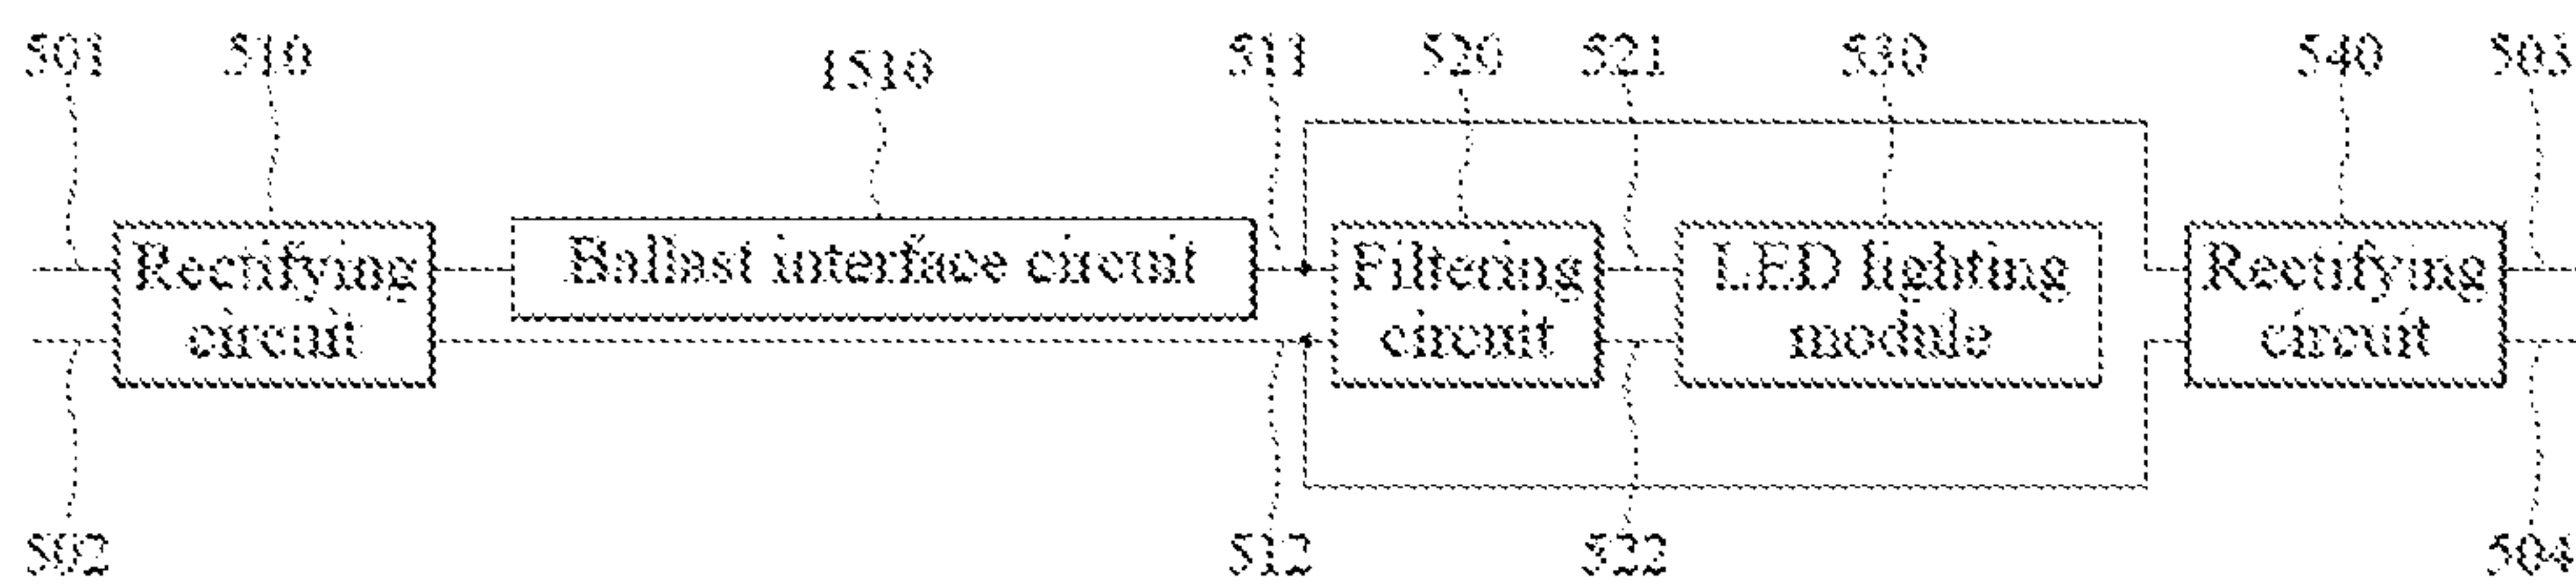 501 510 1510 511 520 521 530 540 503
Rectifying Ballast interface circuit Filtering LED lighting Rectifying
circuit circuit module circuit
502 512 522 504